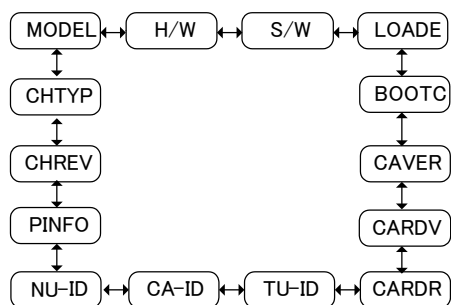 MODEL H/W S/W LOADE
CHTYP BOOTC
CHREV CAVER
PINFO CARDV
NU-ID CA-ID TU-ID CARDR